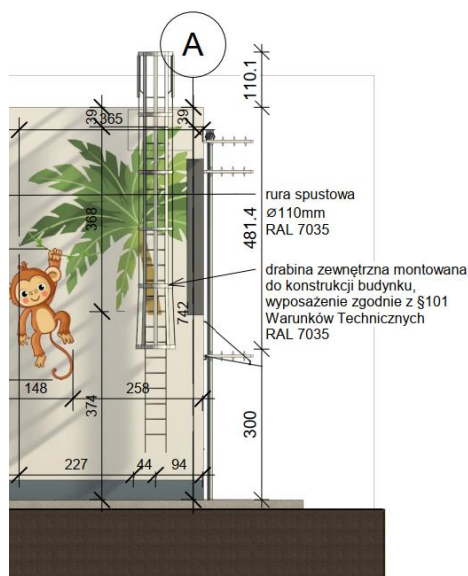 A
110.1
39
365
39
rura spustowa
Ø110mm
RAL 7035
368
481.4
drabina zewnętrzna montowana
do konstrukcji budynku,
wyposażenie zgodnie z §101
Warunków Technicznych
RAL 7035
742
148
258
374
300
227
44
94